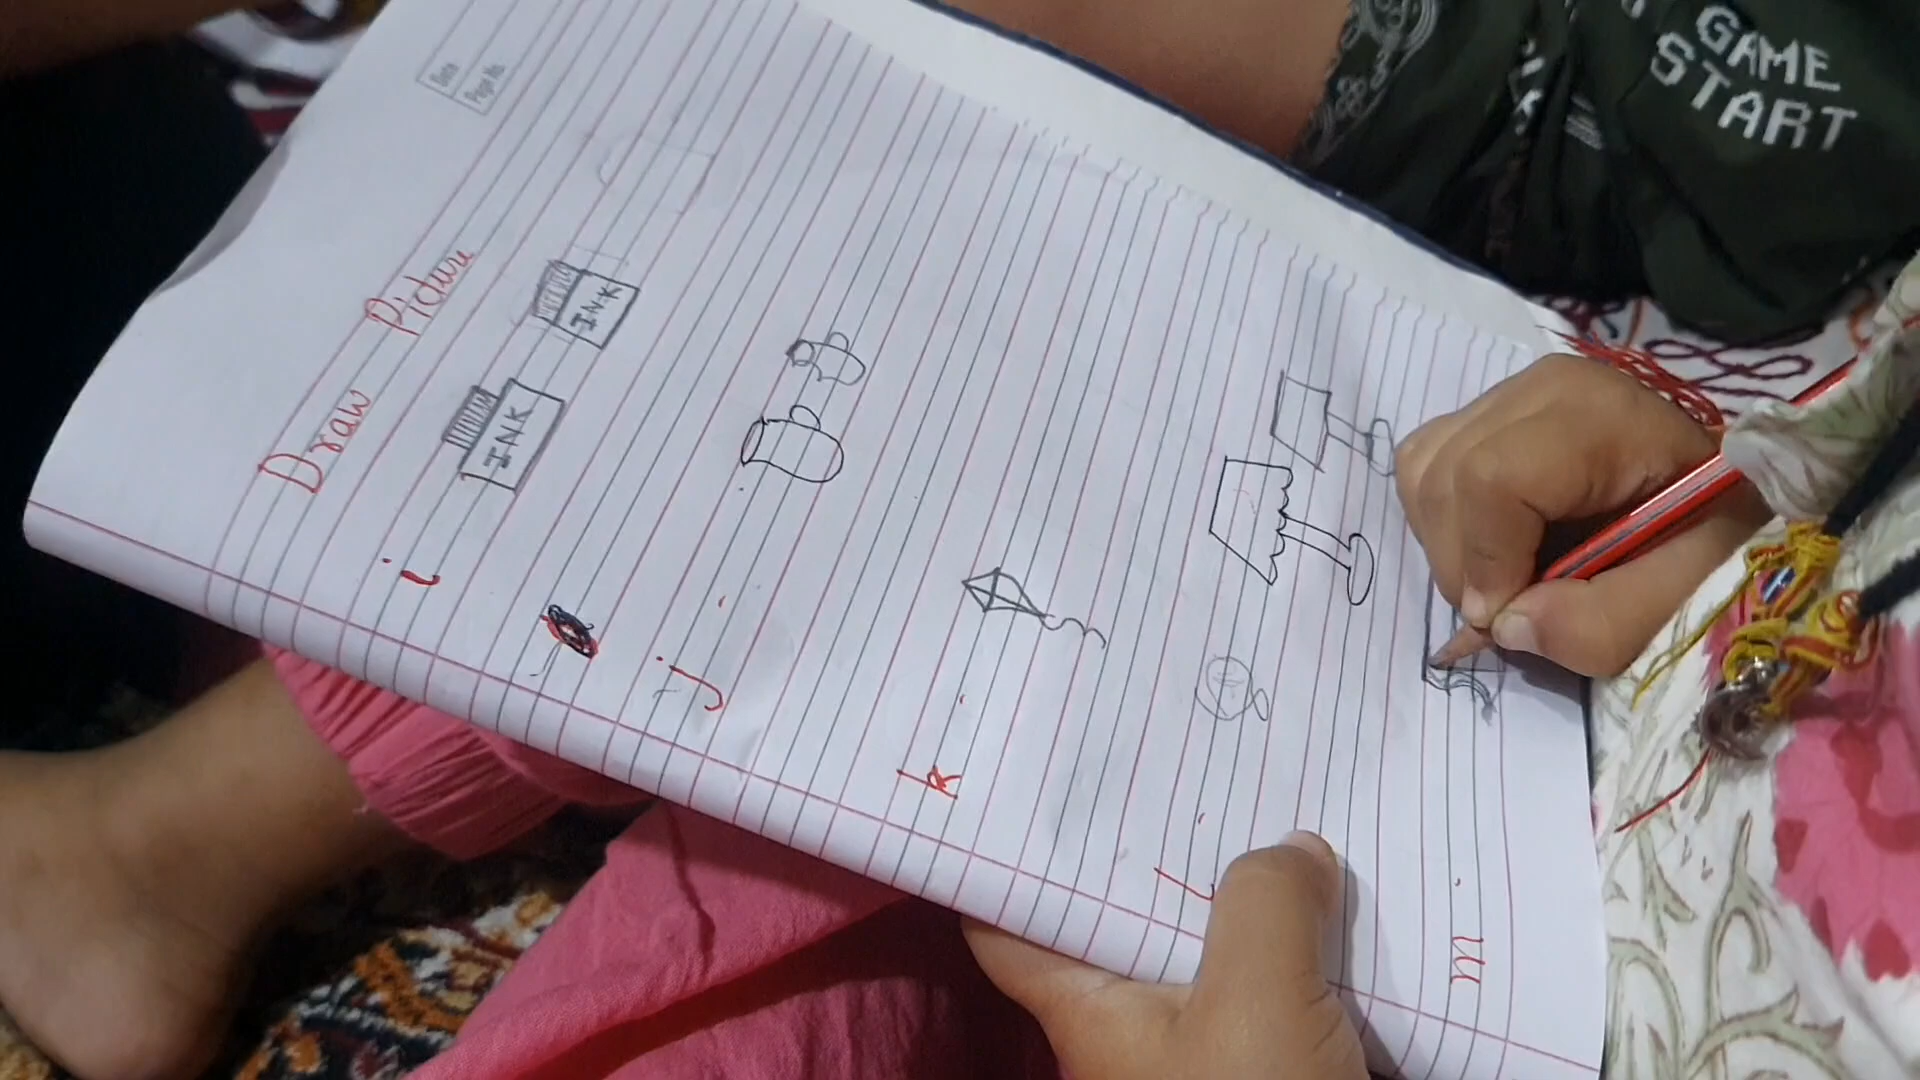 Date
Page No.
Draw Picture
i
INK
INK
j
k
l
m
GAME
START